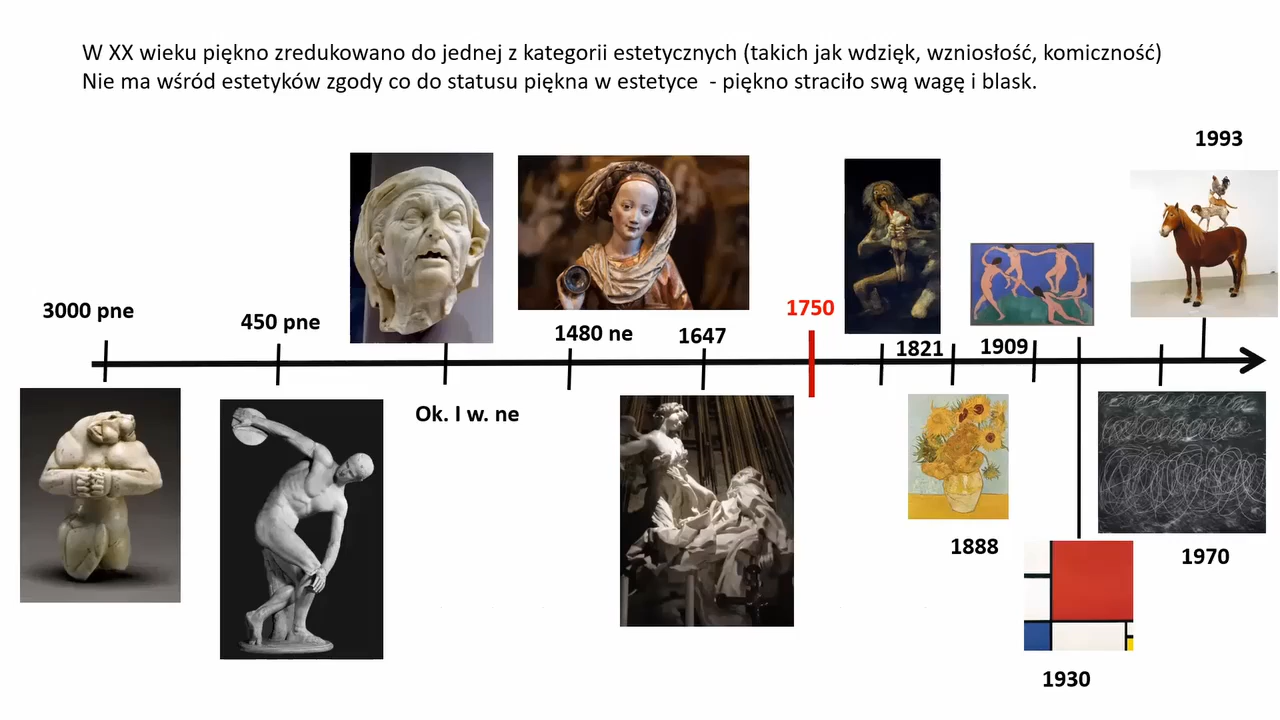 W XX wieku piękno zredukowano do jednej z kategorii estetycznych (takich jak wdzięk, wzniosłość, komiczność)
Nie ma wśród estetyków zgody co do statusu piękna w estetyce  - piękno straciło swą wagę i blask.
1993
3000 pne
450 pne
1480 ne
1647
1750
1821
1909
Ok. I w. ne
1888
1970
1930